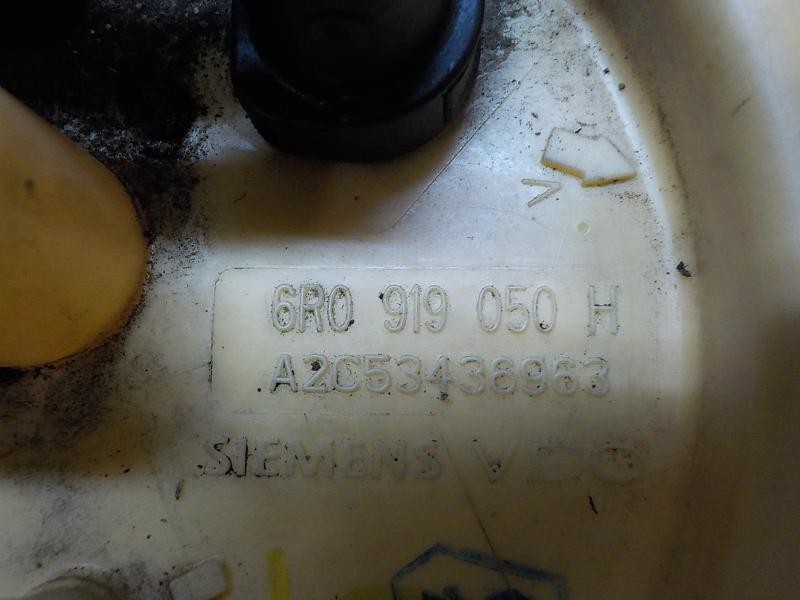 V
6R0 919 050 H
A2C53436963
SIEMENS VDO